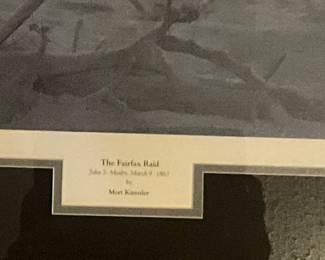 The Fairfax Raid
John S. Mosby, March 9, 1863
by
Mort Künstler